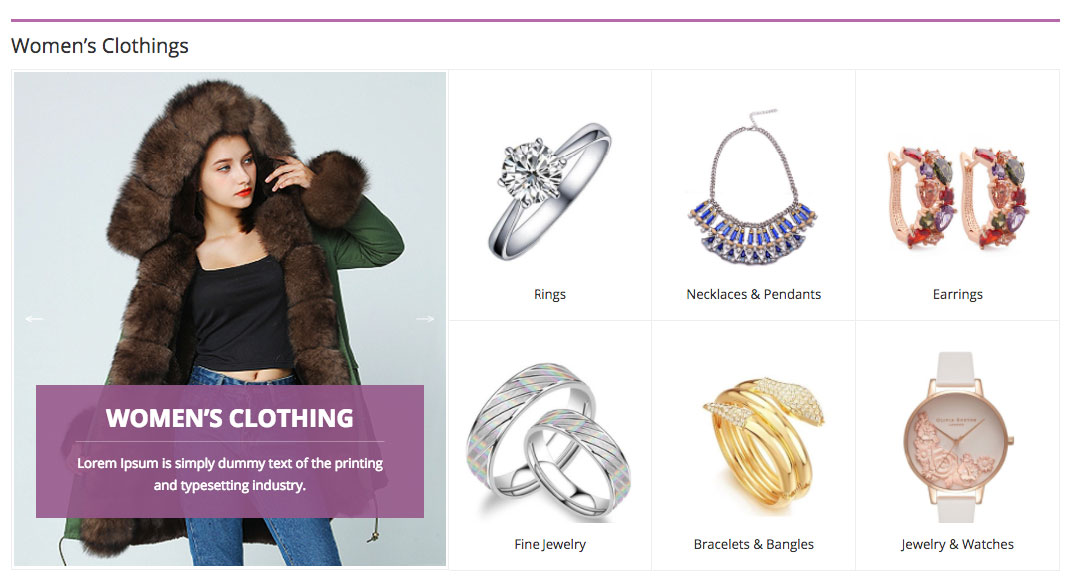 Women’s Clothings
WOMEN’S CLOTHING
Lorem Ipsum is simply dummy text of the printing
and typesetting industry.
Rings
Necklaces & Pendants
Earrings
Fine Jewelry
Bracelets & Bangles
Jewelry & Watches